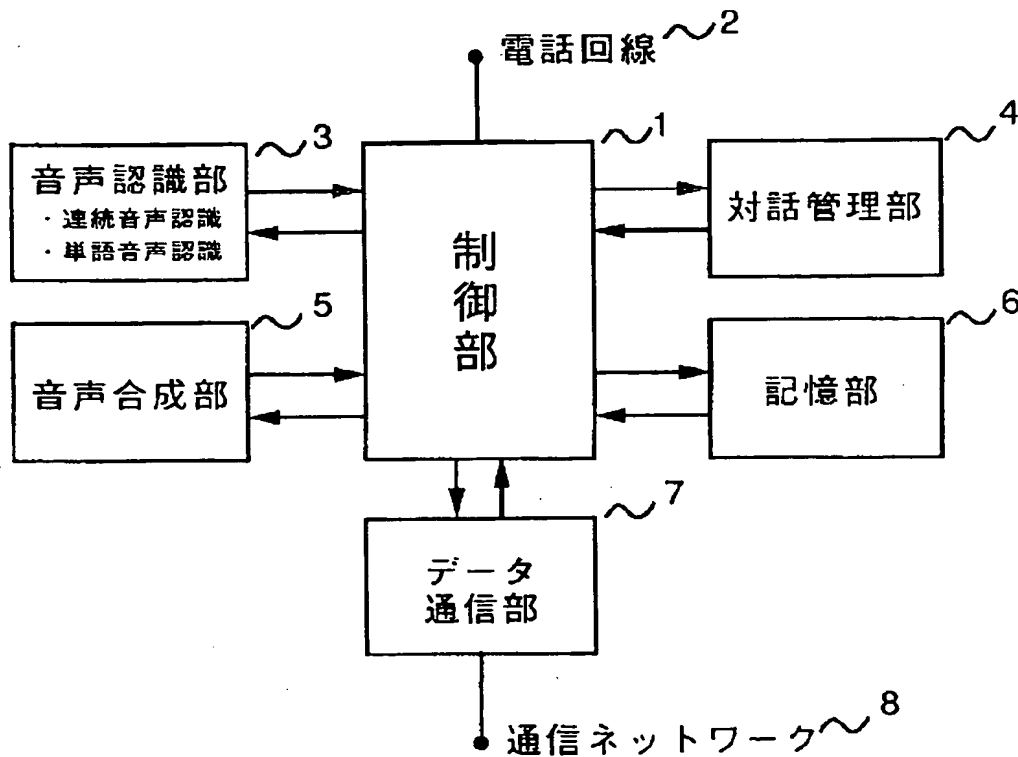 電話回線 2
1
3
音声認識部
・連続音声認識
・単語音声認識
4
対話管理部
制御部
5
音声合成部
6
記憶部
7
データ
通信部
通信ネットワーク 8